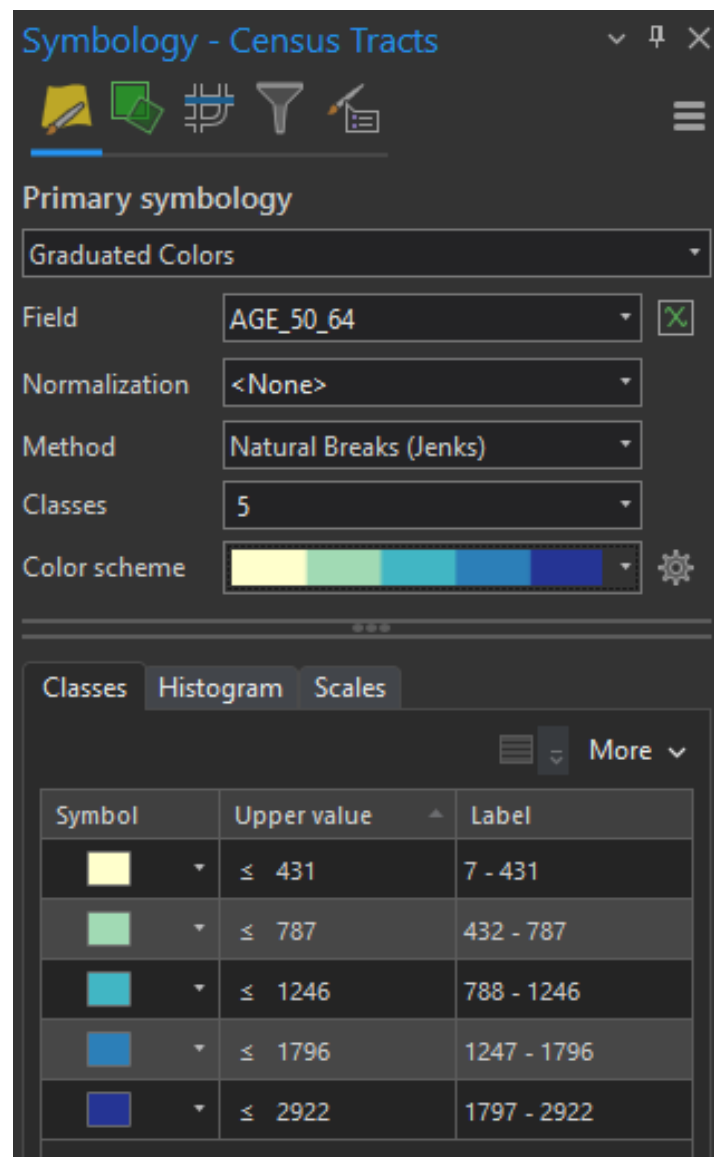 Symbology - Census Tracts
Primary symbology
Graduated Colors
Field AGE_50_64
Normalization <None>
Method Natural Breaks (Jenks)
Classes 5
Color scheme
Classes Histogram Scales
More
Symbol Upper value Label
≤ 431 7 - 431
≤ 787 432 - 787
≤ 1246 788 - 1246
≤ 1796 1247 - 1796
≤ 2922 1797 - 2922